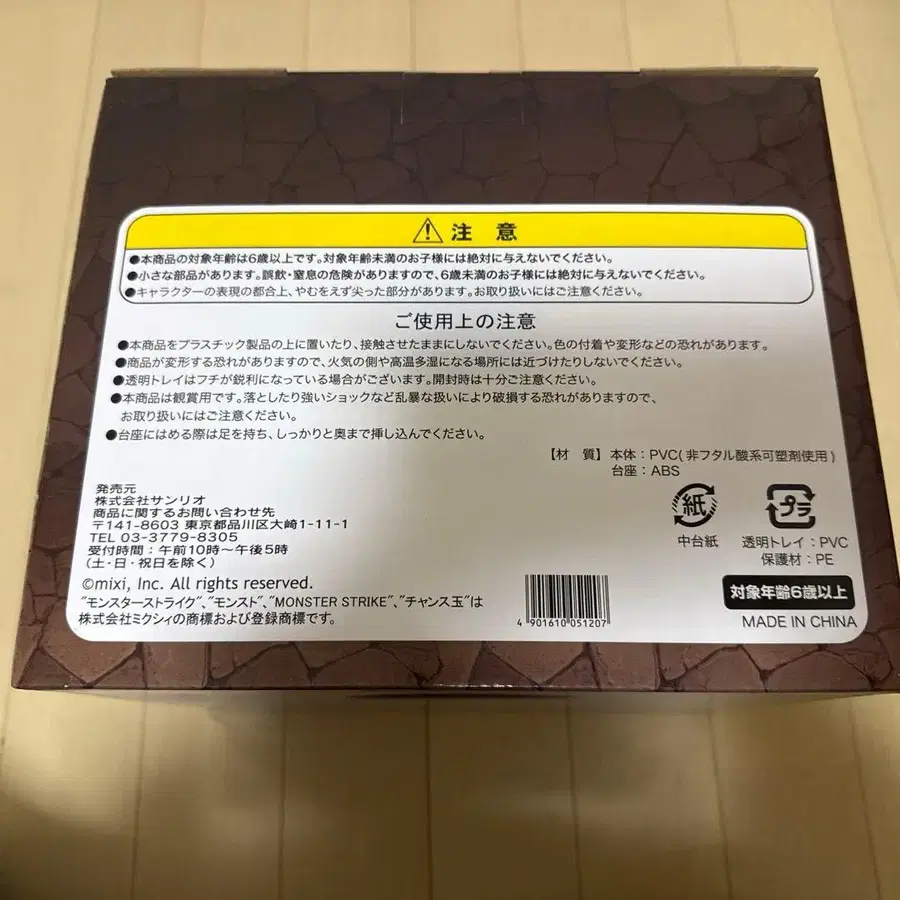 注 意
●本商品の対象年齢は6歳以上です。対象年齢未満のお子様には絶対に与えないでください。
●小さな部品があります。誤飲・窒息の危険がありますので、6歳未満のお子様には絶対に与えないでください。
●キャラクターの表現の都合上、やむをえず尖った部分があります。お取り扱いにはご注意ください。
ご使用上の注意
●本商品をプラスチック製品の上に置いたり、接触させたままにしないでください。色の付着や変形などの恐れがあります。
●商品が変形する恐れがありますので、火気の側や高温多湿になる場所には近づけたりしないでください。
●透明トレイはフチが鋭利になっている場合がございます。開封時は十分ご注意ください。
●本商品は観賞用です。落としたり強いショックなど乱暴な扱いにより破損する恐れがありますので、
お取り扱いにはご注意ください。
●台座にはめる際は足を持ち、しっかりと奥まで挿し込んでください。
【材 質】本体:PVC(非フタル酸系可塑剤使用)
台座:ABS
発売元
株式会社サンリオ
商品に関するお問い合わせ先
〒141-8603 東京都品川区大崎1-11-1
TEL 03-3779-8305
受付時間:午前10時~午後5時
(土・日・祝日を除く)
紙
中台紙
プラ
透明トレイ:PVC
保護材:PE
©mixi, Inc. All rights reserved.
"モンスターストライク"、"モンスト"、"MONSTER STRIKE"、"チャンス玉"は
株式会社ミクシィの商標および登録商標です。
4 901610 051207
対象年齢6歳以上
MADE IN CHINA